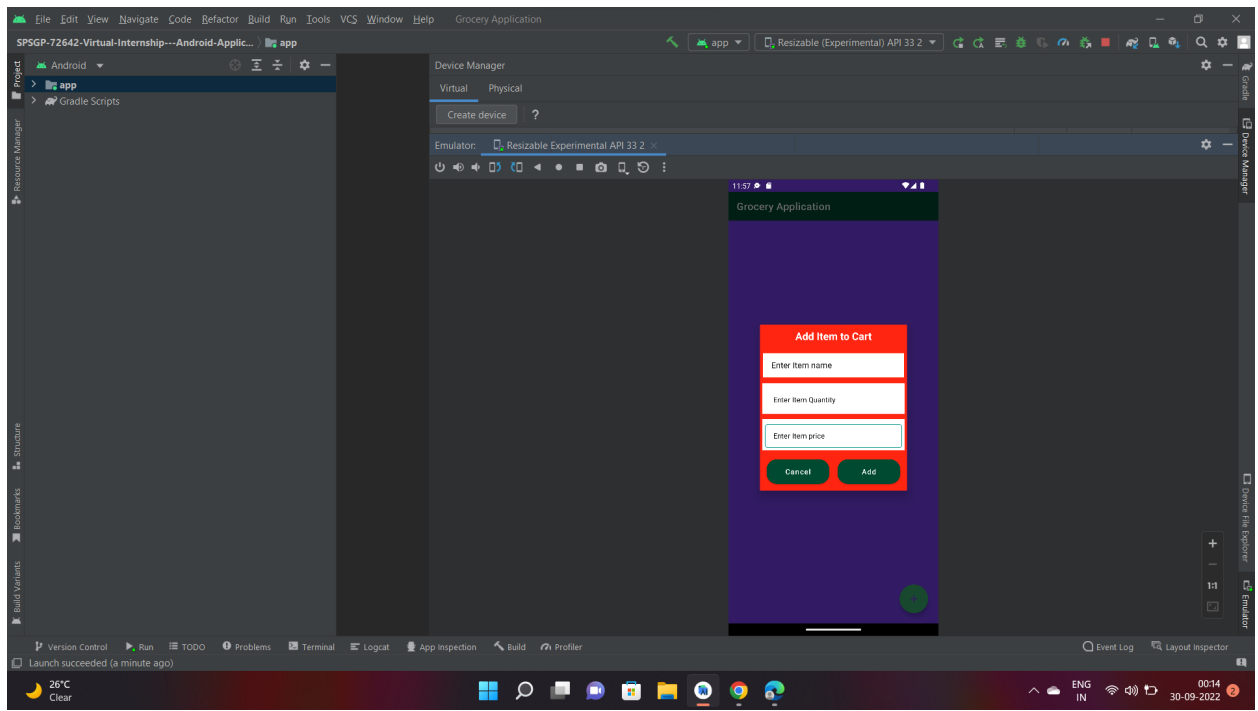 File Edit View Navigate Code Refactor Build Run Tools VCS Window Help Grocery Application
SPSGP-72642-Virtual-Internship---Android-Applic... app
app Resizable (Experimental) API 33 2
Project
Resource Manager
Structure
Bookmarks
Build Variants
Android
app
Gradle Scripts
Device Manager
Virtual Physical
Create device ?
Emulator: Resizable Experimental API 33 2
11:57
Grocery Application
Add Item to Cart
Enter Item name
Enter Item Quantity
Enter Item price
Cancel Add
+
1:1
Gradle
Device Manager
Device File Explorer
Emulator
Version Control Run TODO Problems Terminal Logcat App Inspection Build Profiler Event Log Layout Inspector
Launch succeeded (a minute ago)
26°C
Clear
ENG
IN
00:14
30-09-2022
2